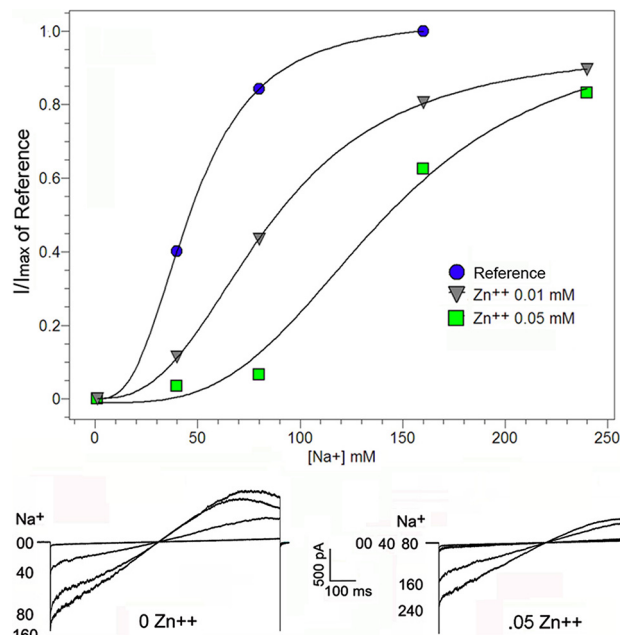 I/Imax of Reference
1.0
0.8
0.6
0.4
0.2
0
0 50 100 150 200 250
[Na+] mM
Reference
Zn++ 0.01 mM
Zn++ 0.05 mM
Na+
00
40
80
160
0 Zn++
500 pA
100 ms
Na+
00 40 80
160
240
.05 Zn++